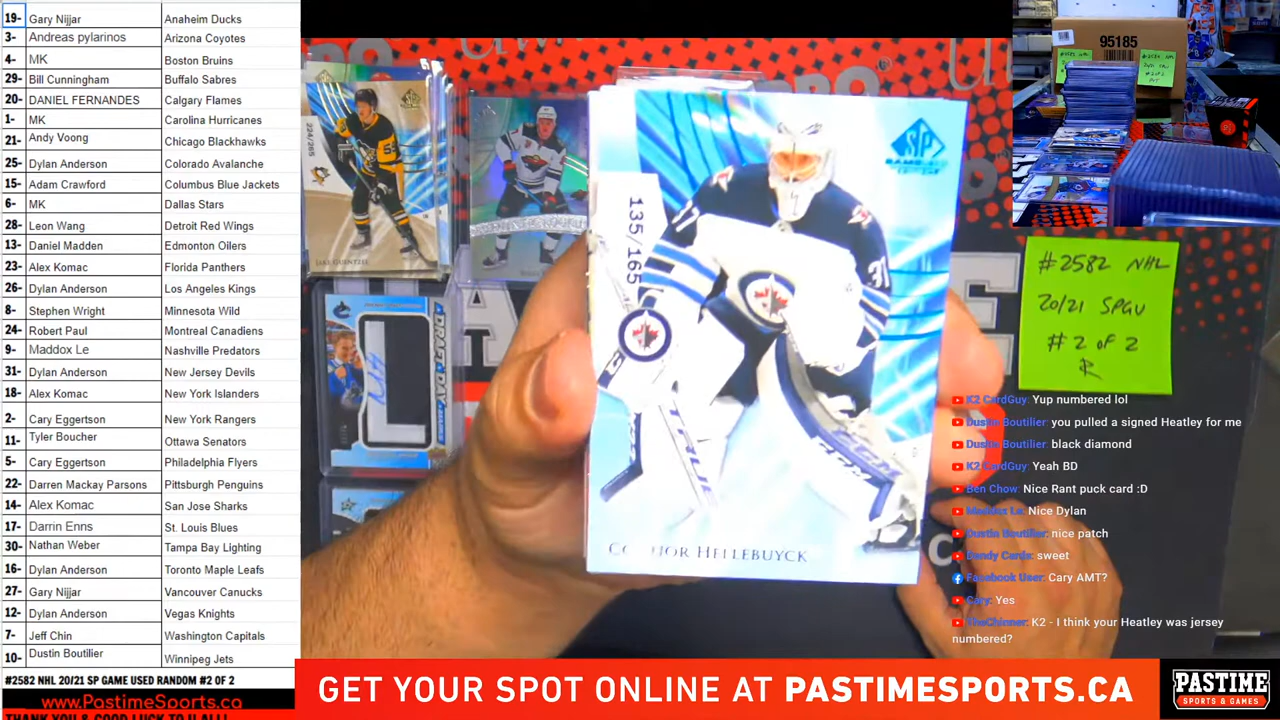 19- Gary Nijjar Anaheim Ducks
3- Andreas pylarinos Arizona Coyotes
4- MK Boston Bruins
29- Bill Cunningham Buffalo Sabres
20- DANIEL FERNANDES Calgary Flames
1- MK Carolina Hurricanes
21- Andy Voong Chicago Blackhawks
25- Dylan Anderson Colorado Avalanche
15- Adam Crawford Columbus Blue Jackets
6- MK Dallas Stars
28- Leon Wang Detroit Red Wings
13- Daniel Madden Edmonton Oilers
23- Alex Komac Florida Panthers
26- Dylan Anderson Los Angeles Kings
8- Stephen Wright Minnesota Wild
24- Robert Paul Montreal Canadiens
9- Maddox Le Nashville Predators
31- Dylan Anderson New Jersey Devils
18- Alex Komac New York Islanders
2- Cary Eggertson New York Rangers
11- Tyler Boucher Ottawa Senators
5- Cary Eggertson Philadelphia Flyers
22- Darren Mackay Parsons Pittsburgh Penguins
14- Alex Komac San Jose Sharks
17- Darrin Enns St. Louis Blues
30- Nathan Weber Tampa Bay Lighting
16- Dylan Anderson Toronto Maple Leafs
27- Gary Nijjar Vancouver Canucks
12- Dylan Anderson Vegas Knights
7- Jeff Chin Washington Capitals
10- Dustin Boutilier Winnipeg Jets
#2582 NHL 20/21 SP GAME USED RANDOM #2 OF 2
www.PastimeSports.ca
THANK YOU & GOOD LUCK TO U ALL!
224/265
JAKE GUENTZEL
DRAFT DAY
L
135/165
SP
GAME USED
EDITION
31
CONNOR HELLEBUYCK
95185
#2582 NHL
20/21 SPGU
#2 of 2
R
K2 CardGuy: Yup numbered lol
Dustin Boutilier: you pulled a signed Heatley for me
Dustin Boutilier: black diamond
K2 CardGuy: Yeah BD
Ben Chow: Nice Rant puck card :D
Maddox Le: Nice Dylan
Dustin Boutilier: nice patch
Dandy Cards: sweet
Facebook User: Cary AMT?
Cary: Yes
TheChinner: K2 - I think your Heatley was jersey
numbered?
GET YOUR SPOT ONLINE AT PASTIMESPORTS.CA
PASTIME
SPORTS & GAMES